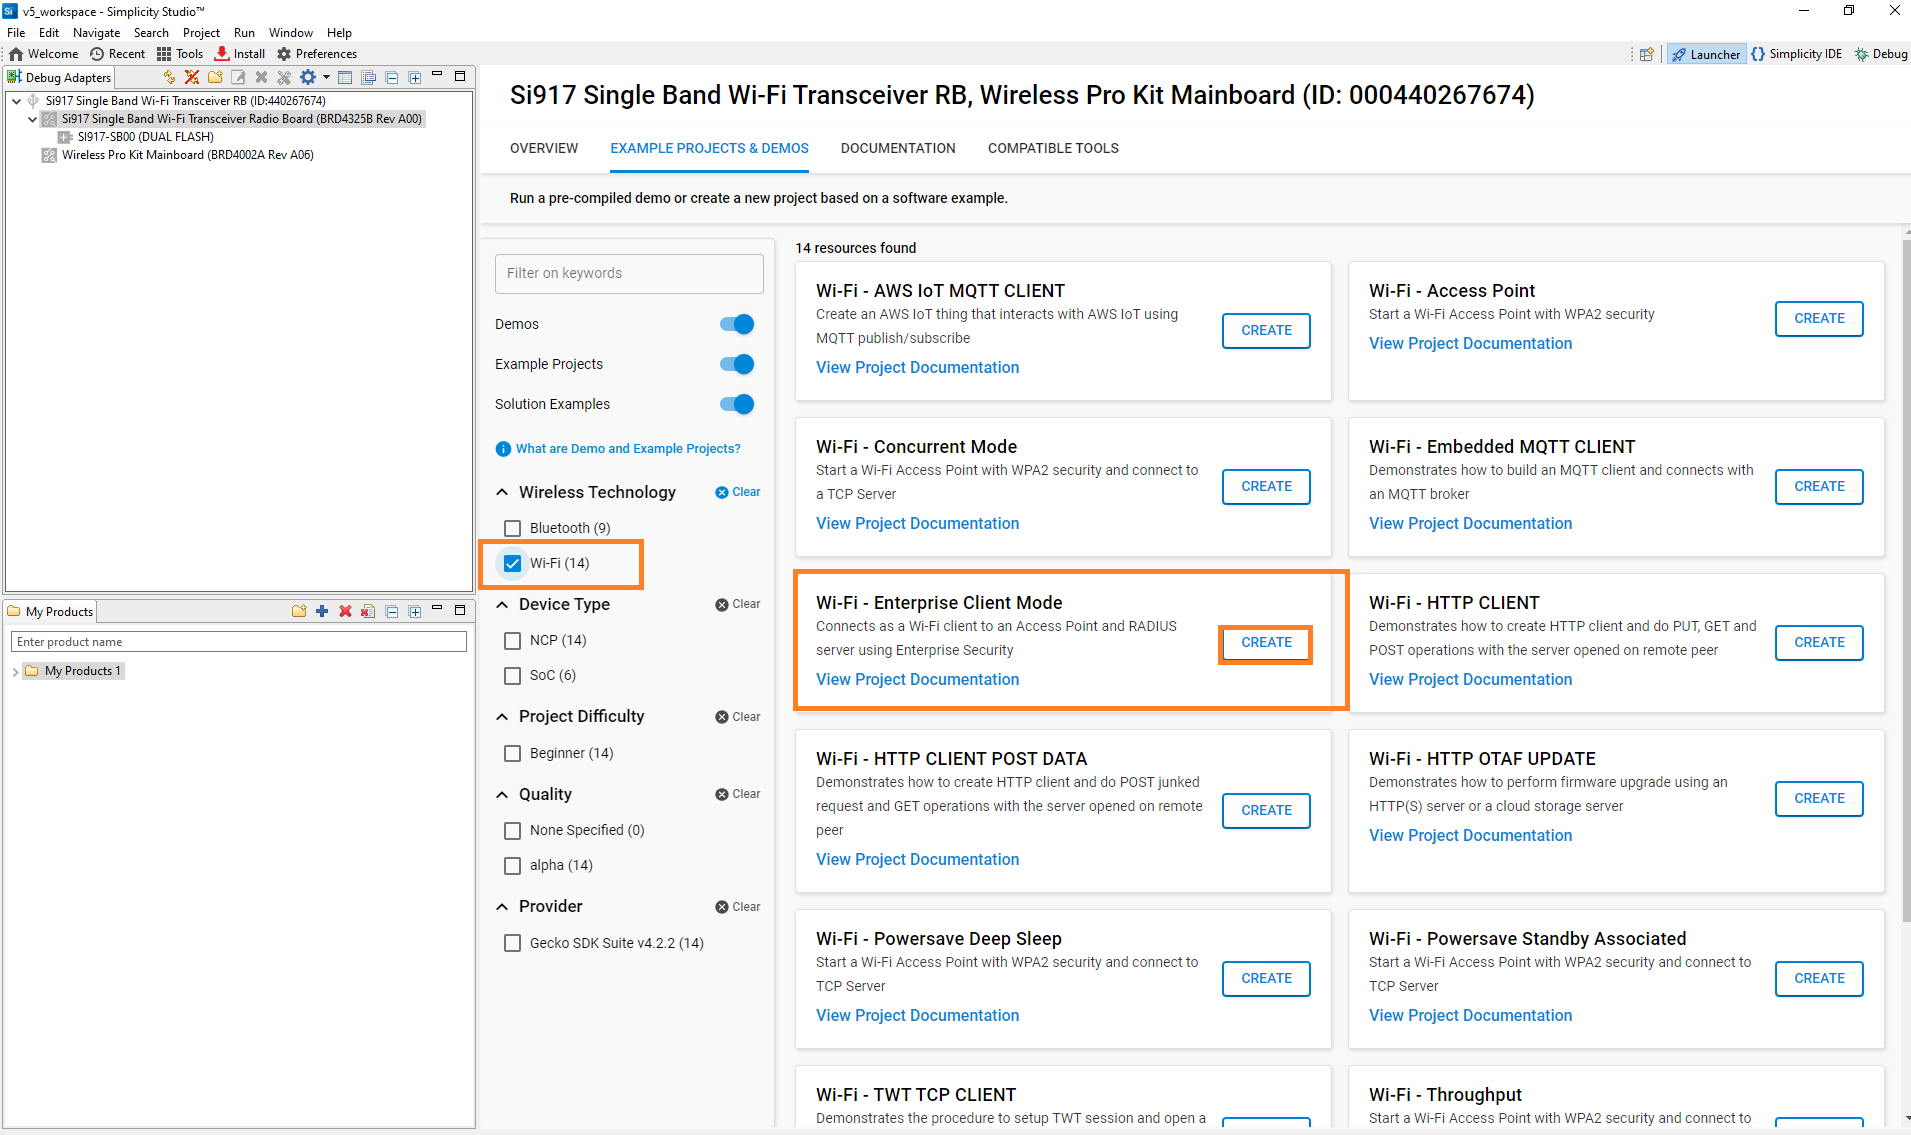 v5_workspace - Simplicity Studio™
File Edit Navigate Search Project Run Window Help
Welcome Recent Tools Install Preferences
Launcher Simplicity IDE Debug
Debug Adapters
Si917 Single Band Wi-Fi Transceiver RB (ID:440267674)
Si917 Single Band Wi-Fi Transceiver Radio Board (BRD4325B Rev A00)
SI917-SB00 (DUAL FLASH)
Wireless Pro Kit Mainboard (BRD4002A Rev A06)
My Products
Enter product name
My Products 1
Si917 Single Band Wi-Fi Transceiver RB, Wireless Pro Kit Mainboard (ID: 000440267674)
OVERVIEW EXAMPLE PROJECTS & DEMOS DOCUMENTATION COMPATIBLE TOOLS
Run a pre-compiled demo or create a new project based on a software example.
Filter on keywords
Demos
Example Projects
Solution Examples
What are Demo and Example Projects?
Wireless Technology Clear
Bluetooth (9)
Wi-Fi (14)
Device Type Clear
NCP (14)
SoC (6)
Project Difficulty Clear
Beginner (14)
Quality Clear
None Specified (0)
alpha (14)
Provider Clear
Gecko SDK Suite v4.2.2 (14)
14 resources found
Wi-Fi - AWS IoT MQTT CLIENT
Create an AWS IoT thing that interacts with AWS IoT using
MQTT publish/subscribe
View Project Documentation
CREATE
Wi-Fi - Access Point
Start a Wi-Fi Access Point with WPA2 security
View Project Documentation
CREATE
Wi-Fi - Concurrent Mode
Start a Wi-Fi Access Point with WPA2 security and connect to
a TCP Server
View Project Documentation
CREATE
Wi-Fi - Embedded MQTT CLIENT
Demonstrates how to build an MQTT client and connects with
an MQTT broker
View Project Documentation
CREATE
Wi-Fi - Enterprise Client Mode
Connects as a Wi-Fi client to an Access Point and RADIUS
server using Enterprise Security
View Project Documentation
CREATE
Wi-Fi - HTTP CLIENT
Demonstrates how to create HTTP client and do PUT, GET and
POST operations with the server opened on remote peer
View Project Documentation
CREATE
Wi-Fi - HTTP CLIENT POST DATA
Demonstrates how to create HTTP client and do POST junked
request and GET operations with the server opened on remote
peer
View Project Documentation
CREATE
Wi-Fi - HTTP OTAF UPDATE
Demonstrates how to perform firmware upgrade using an
HTTP(S) server or a cloud storage server
View Project Documentation
CREATE
Wi-Fi - Powersave Deep Sleep
Start a Wi-Fi Access Point with WPA2 security and connect to
TCP Server
View Project Documentation
CREATE
Wi-Fi - Powersave Standby Associated
Start a Wi-Fi Access Point with WPA2 security and connect to
TCP Server
View Project Documentation
CREATE
Wi-Fi - TWT TCP CLIENT
Demonstrates the procedure to setup TWT session and open a
Wi-Fi - Throughput
Start a Wi-Fi Access Point with WPA2 security and connect to